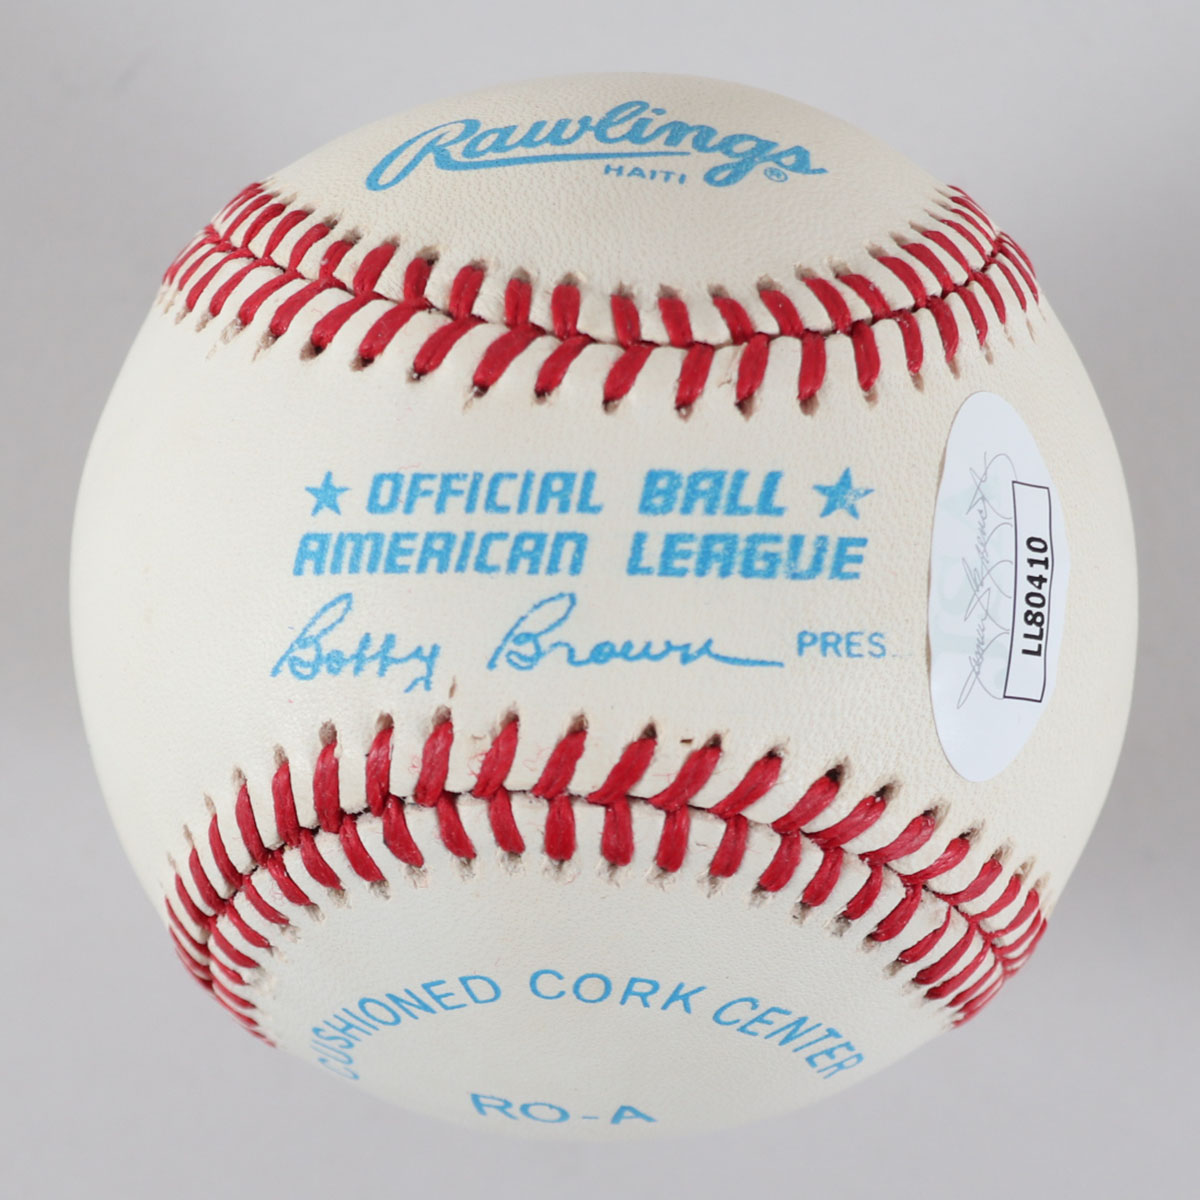 Rawlings ®
HAITI
★ OFFICIAL BALL ★
AMERICAN LEAGUE
Bobby Brown PRES.
LL80410
CUSHIONED CORK CENTER
RO-A